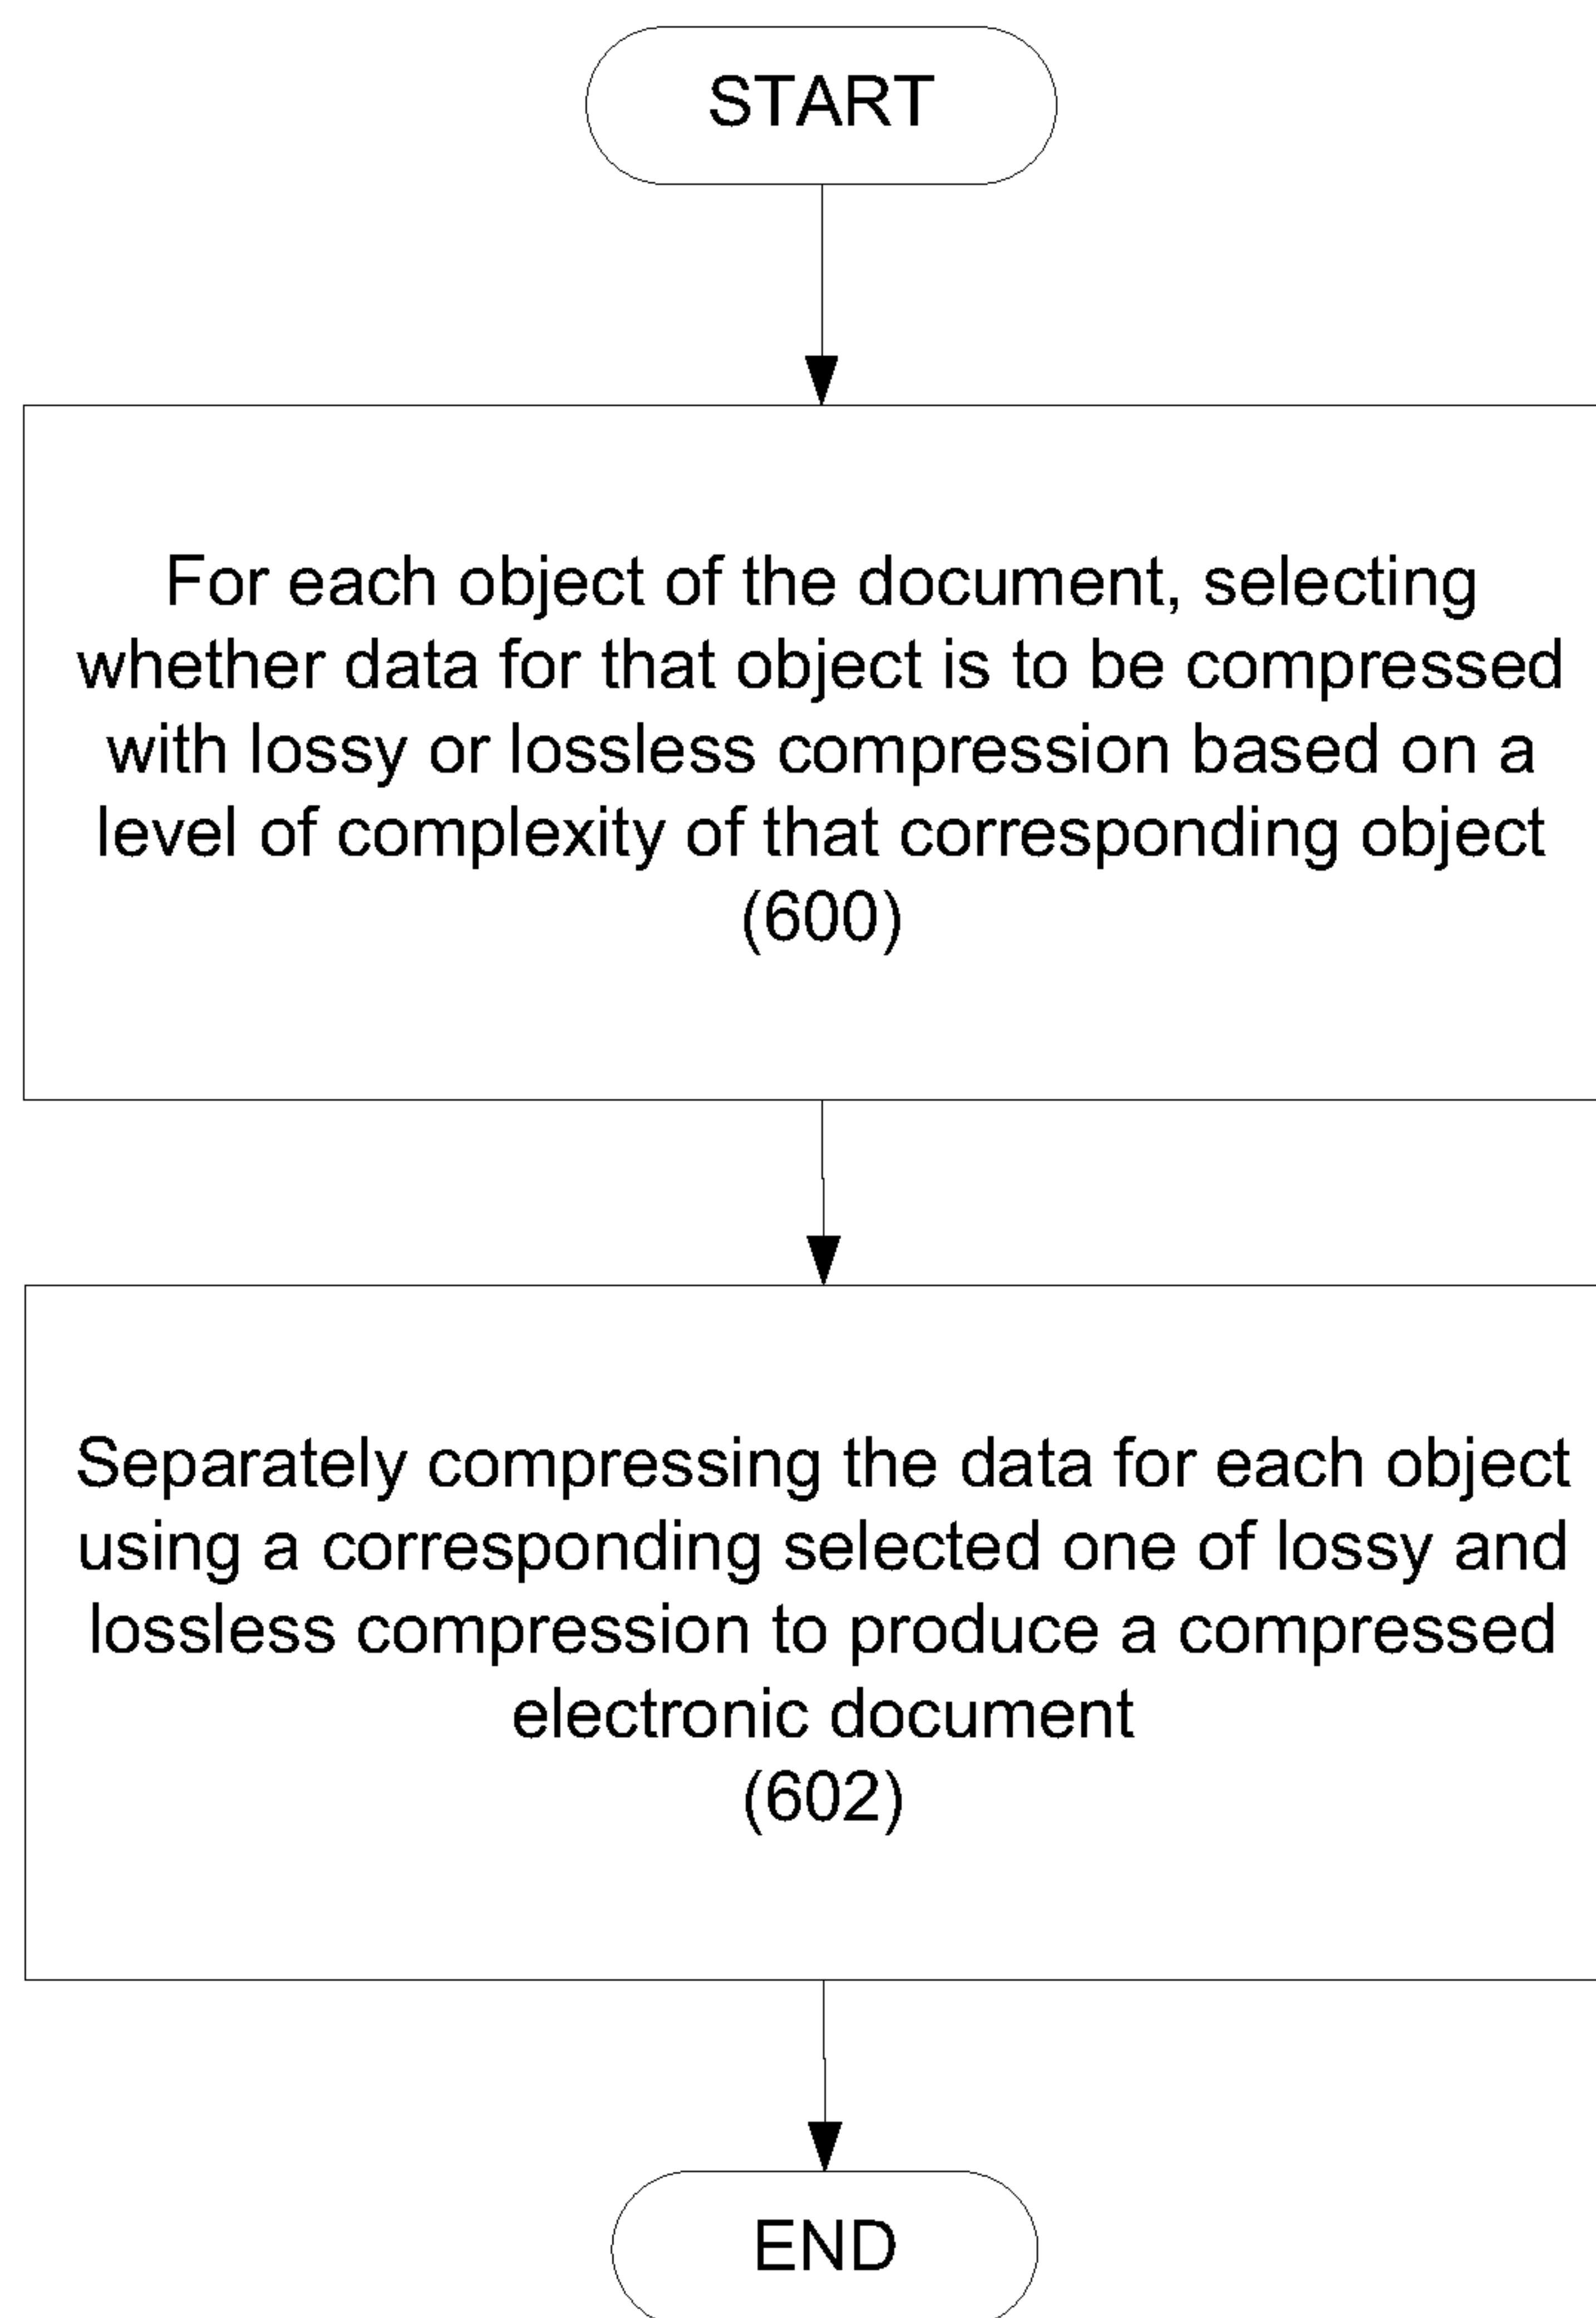 START
For each object of the document, selecting
whether data for that object is to be compressed
with lossy or lossless compression based on a
level of complexity of that corresponding object
(600)
Separately compressing the data for each object
using a corresponding selected one of lossy and
lossless compression to produce a compressed
electronic document
(602)
END